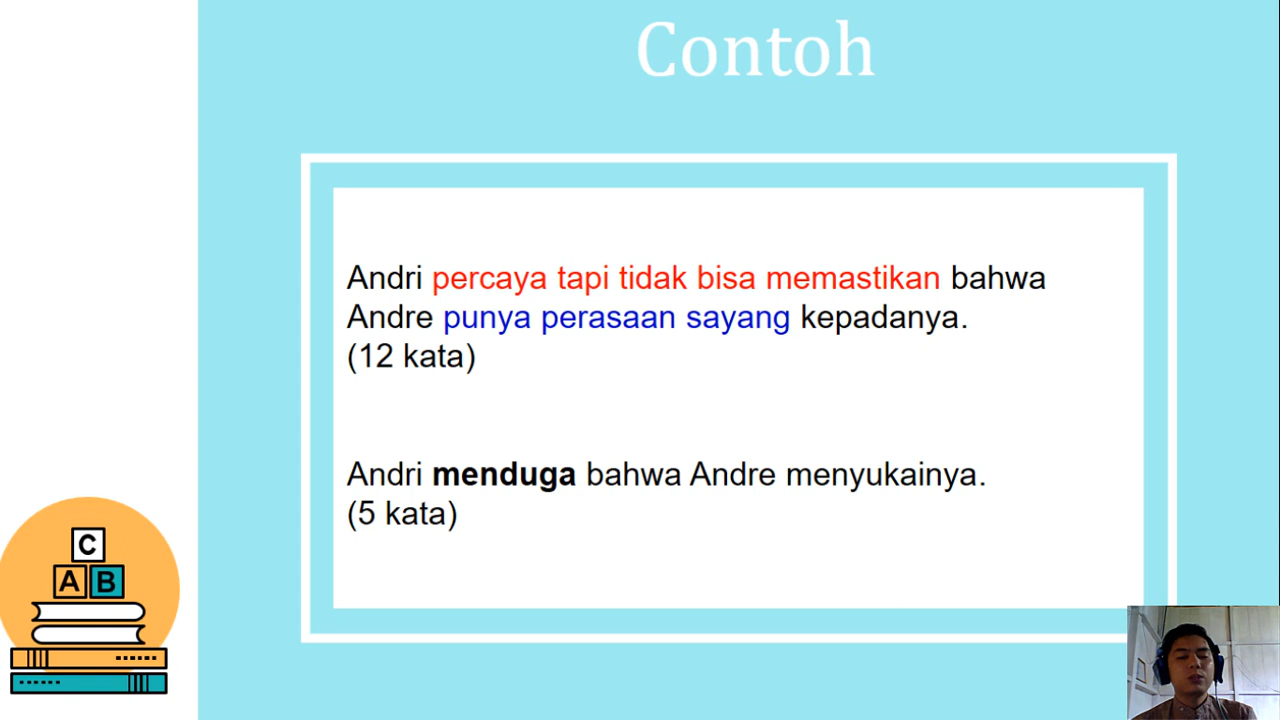 Contoh
Andri percaya tapi tidak bisa memastikan bahwa
Andre punya perasaan sayang kepadanya.
(12 kata)
Andri menduga bahwa Andre menyukainya.
(5 kata)
C
A B